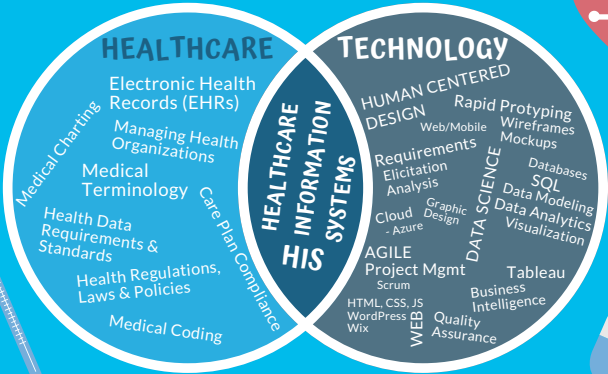 HEALTHCARE
Electronic Health
Records (EHRs)
Medical Charting
Managing Health
Organizations
Medical
Terminology
Care Plan Compliance
Health Data
Requirements &
Standards
Health Regulations,
Laws & Policies
Medical Coding
HEALTHCARE
INFORMATION
SYSTEMS
HIS
TECHNOLOGY
HUMAN CENTERED
DESIGN
Rapid Protyping
Wireframes
Mockups
Web/Mobile
Requirements
Elicitation
Analysis
DATA SCIENCE
Databases
SQL
Data Modeling
Data Analytics
Visualization
Cloud
- Azure
Graphic
Design
AGILE
Project Mgmt
Scrum
Tableau
Business
Intelligence
HTML, CSS, JS
WordPress
Wix
WEB
Quality
Assurance